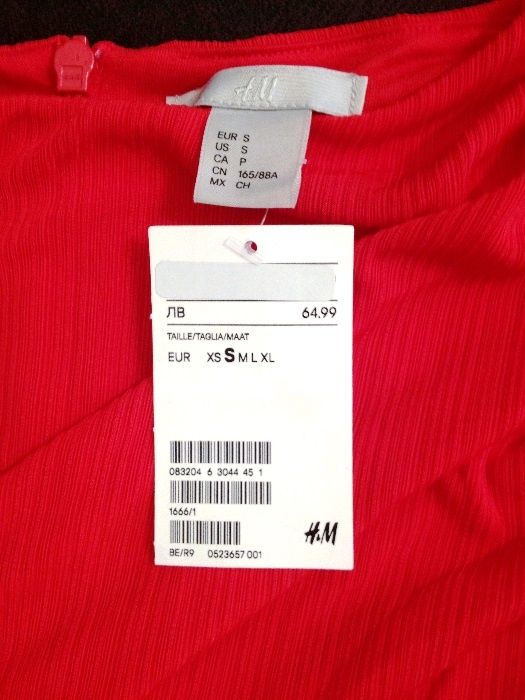 H&M
EUR S
US S
CA P
CN 165/88A
MX CH
ЛВ 64.99
TAILLE/TAGLIA/MAAT
EUR XS S M L XL
083204 6 3044 45 1
1666/1
BE/R9 0523657 001
H&M